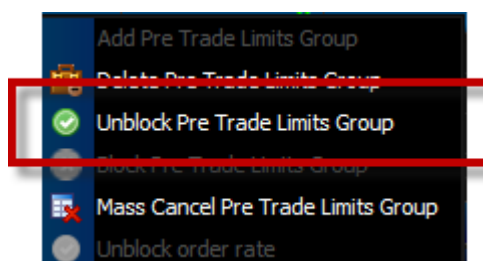 Add Pre Trade Limits Group
Delete Pre Trade Limits Group
Unblock Pre Trade Limits Group
Block Pre Trade Limits Group
Mass Cancel Pre Trade Limits Group
Unblock order rate